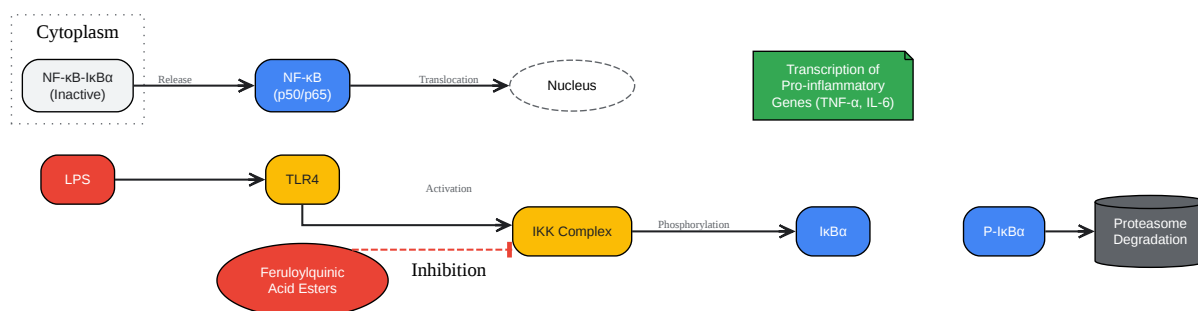 Cytoplasm
NF-κB-IκBα
(Inactive)
Release
NF-κB
(p50/p65)
Translocation
Nucleus
Transcription of
Pro-inflammatory
Genes (TNF-α, IL-6)
LPS
TLR4
Activation
IKK Complex
Phosphorylation
IκBα
P-IκBα
Proteasome
Degradation
Feruloylquinic
Acid Esters
Inhibition